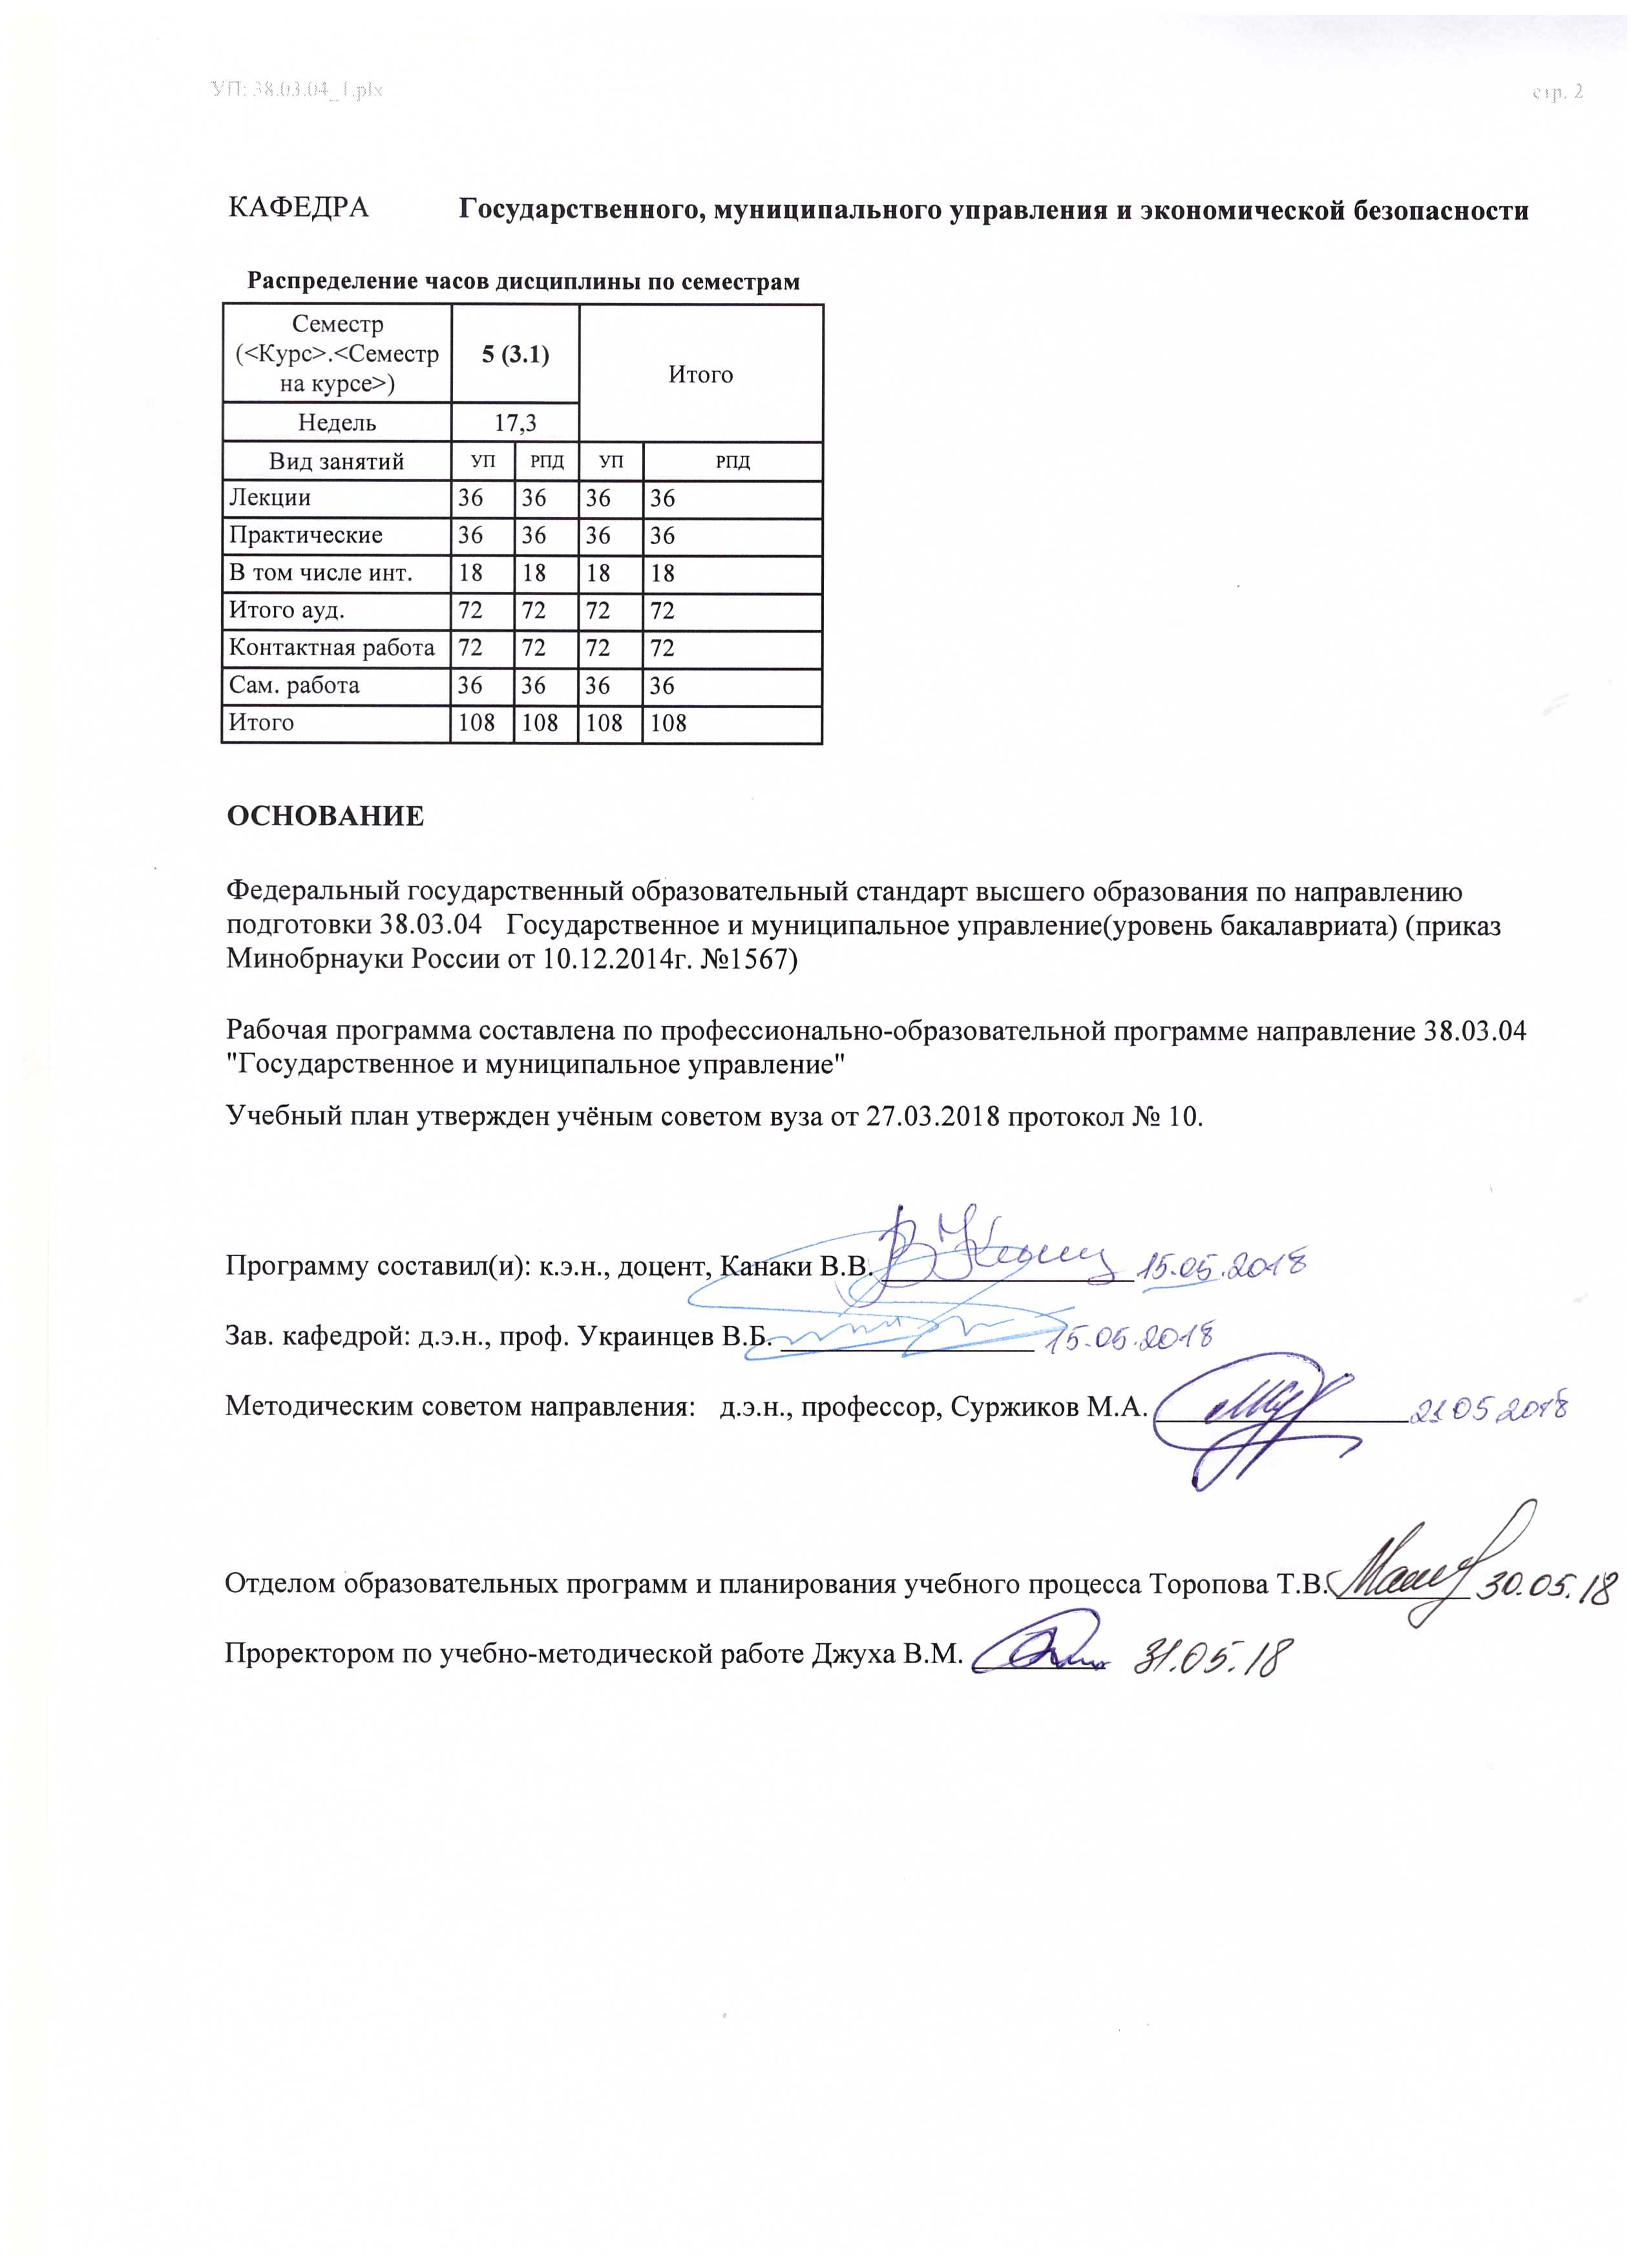 УП: 38.03.04_1.plx стр. 2
КАФЕДРА Государственного, муниципального управления и экономической безопасности
Распределение часов дисциплины по семестрам
Семестр
(<Курс>.<Семестр
на курсе>)
5 (3.1)
Итого
Недель 17,3
Вид занятий УП РПД УП РПД
Лекции 36 36 36 36
Практические 36 36 36 36
В том числе инт. 18 18 18 18
Итого ауд. 72 72 72 72
Контактная работа 72 72 72 72
Сам. работа 36 36 36 36
Итого 108 108 108 108
ОСНОВАНИЕ
Федеральный государственный образовательный стандарт высшего образования по направлению
подготовки 38.03.04 Государственное и муниципальное управление(уровень бакалавриата) (приказ
Минобрнауки России от 10.12.2014г. №1567)
Рабочая программа составлена по профессионально-образовательной программе направление 38.03.04
"Государственное и муниципальное управление"
Учебный план утвержден учёным советом вуза от 27.03.2018 протокол № 10.
Программу составил(и): к.э.н., доцент, Канаки В.В. 15.05.2018
Зав. кафедрой: д.э.н., проф. Украинцев В.Б. 15.05.2018
Методическим советом направления: д.э.н., профессор, Суржиков М.А. 21 05 2018
Отделом образовательных программ и планирования учебного процесса Торопова Т.В. 30.05.18
Проректором по учебно-методической работе Джуха В.М. 31.05.18